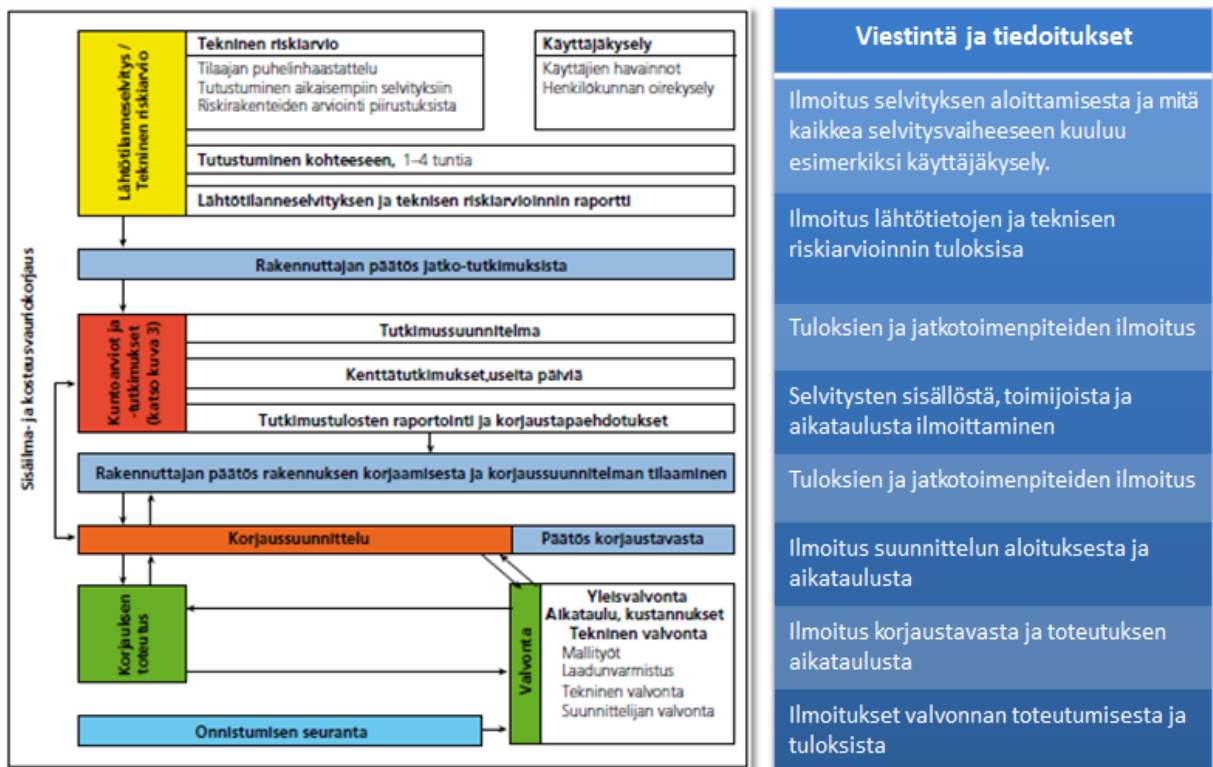 Sisäilma- ja kosteusvauriokorjaus
Lähtötilanneselvitys /
Tekninen riskiarvio
Tekninen riskiarvio
Tilaajan puhelinhaastattelu
Tutustuminen aikaisempiin selvityksiin
Riskirakenteiden arviointi piirustuksista
Käyttäjäkysely
Käyttäjien havainnot
Henkilökunnan oirekysely
Tutustuminen kohteeseen, 1–4 tuntia
Lähtötilanneselvityksen ja teknisen riskiarvioinnin raportti
Rakennuttajan päätös jatko-tutkimuksista
Kuntoarviot ja
-tutkimukset
(katso kuva 3)
Tutkimussuunnitelma
Kenttätutkimukset,useita päiviä
Tutkimustulosten raportointi ja korjaustapaehdotukset
Rakennuttajan päätös rakennuksen korjaamisesta ja korjaussuunnitelman tilaaminen
Korjaussuunnittelu
Päätös korjaustavasta
Korjauksen
toteutus
Valvonta
Yleisvalvonta
Aikataulu, kustannukset
Tekninen valvonta
Mallityöt
Laadunvarmistus
Tekninen valvonta
Suunnittelijan valvonta
Onnistumisen seuranta
Viestintä ja tiedoitukset
Ilmoitus selvityksen aloittamisesta ja mitä
kaikkea selvitysvaiheeseen kuuluu
esimerkiksi käyttäjäkysely.
Ilmoitus lähtötietojen ja teknisen
riskiarvioinnin tuloksisa
Tuloksien ja jatkotoimenpiteiden ilmoitus
Selvitysten sisällöstä, toimijoista ja
aikataulusta ilmoittaminen
Tuloksien ja jatkotoimenpiteiden ilmoitus
Ilmoitus suunnittelun aloituksesta ja
aikataulusta
Ilmoitus korjaustavasta ja toteutuksen
aikataulusta
Ilmoitukset valvonnan toteutumisesta ja
tuloksista